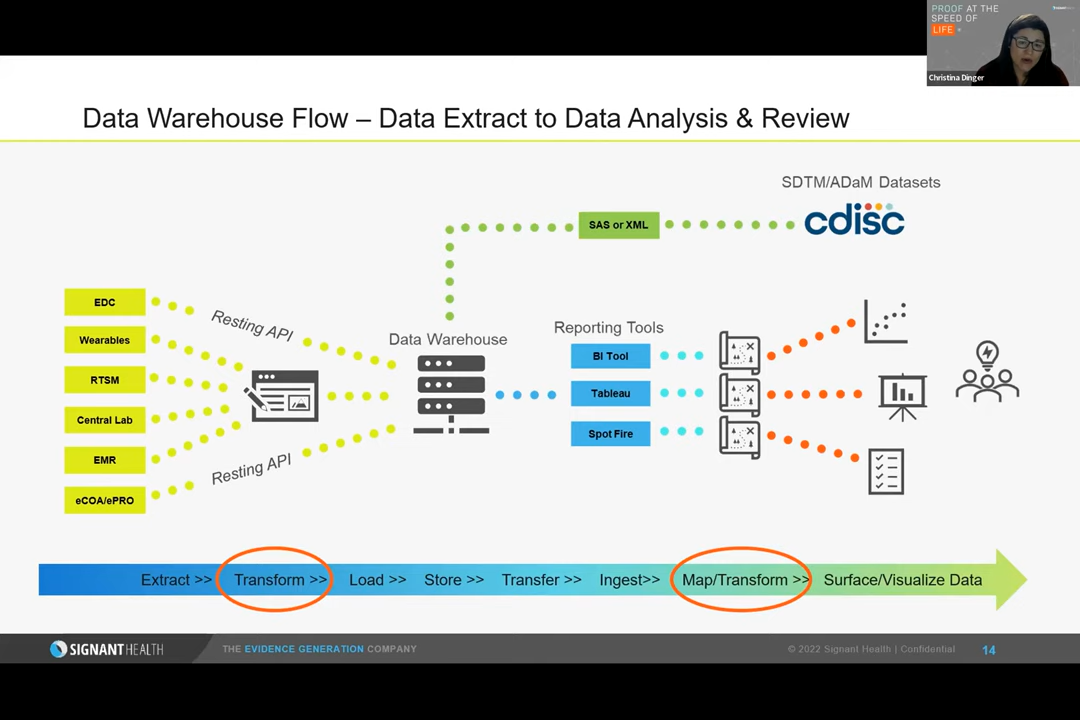 PROOF AT THE
SPEED OF
LIFE
Christina Dinger
Data Warehouse Flow – Data Extract to Data Analysis & Review
SDTM/ADaM Datasets
cdisc
SAS or XML
EDC
Wearables
RTSM
Central Lab
EMR
eCOA/ePRO
Resting API
Resting API
Data Warehouse
Reporting Tools
BI Tool
Tableau
Spot Fire
Extract >> Transform >> Load >> Store >> Transfer >> Ingest>> Map/Transform >> Surface/Visualize Data
SIGNANT HEALTH
THE EVIDENCE GENERATION COMPANY
© 2022 Signant Health | Confidential
14